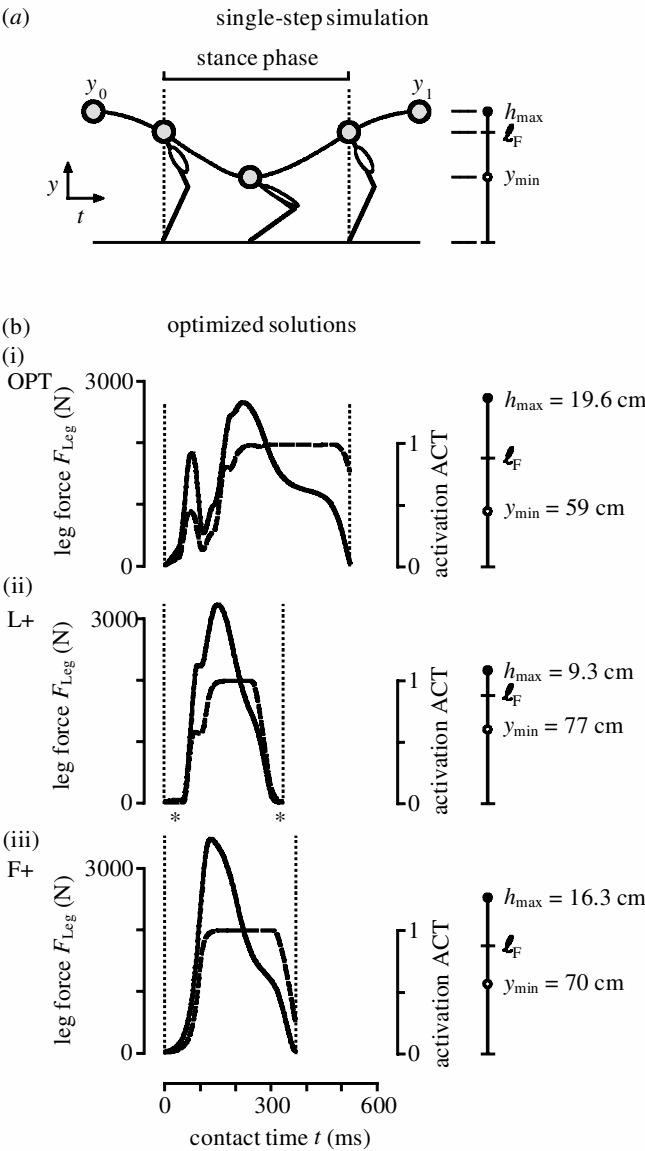 (a) single-step simulation
stance phase
y0 y1
hmax
ℓF
ymin
y
t
(b) optimized solutions
(i)
OPT
3000
0
leg force FLeg (N)
1
0
activation ACT
hmax = 19.6 cm
ℓF
ymin = 59 cm
(ii)
L+
3000
0
leg force FLeg (N)
* *
1
0
activation ACT
hmax = 9.3 cm
ℓF
ymin = 77 cm
(iii)
F+
3000
0
leg force FLeg (N)
1
0
activation ACT
hmax = 16.3 cm
ℓF
ymin = 70 cm
0 300 600
contact time t (ms)